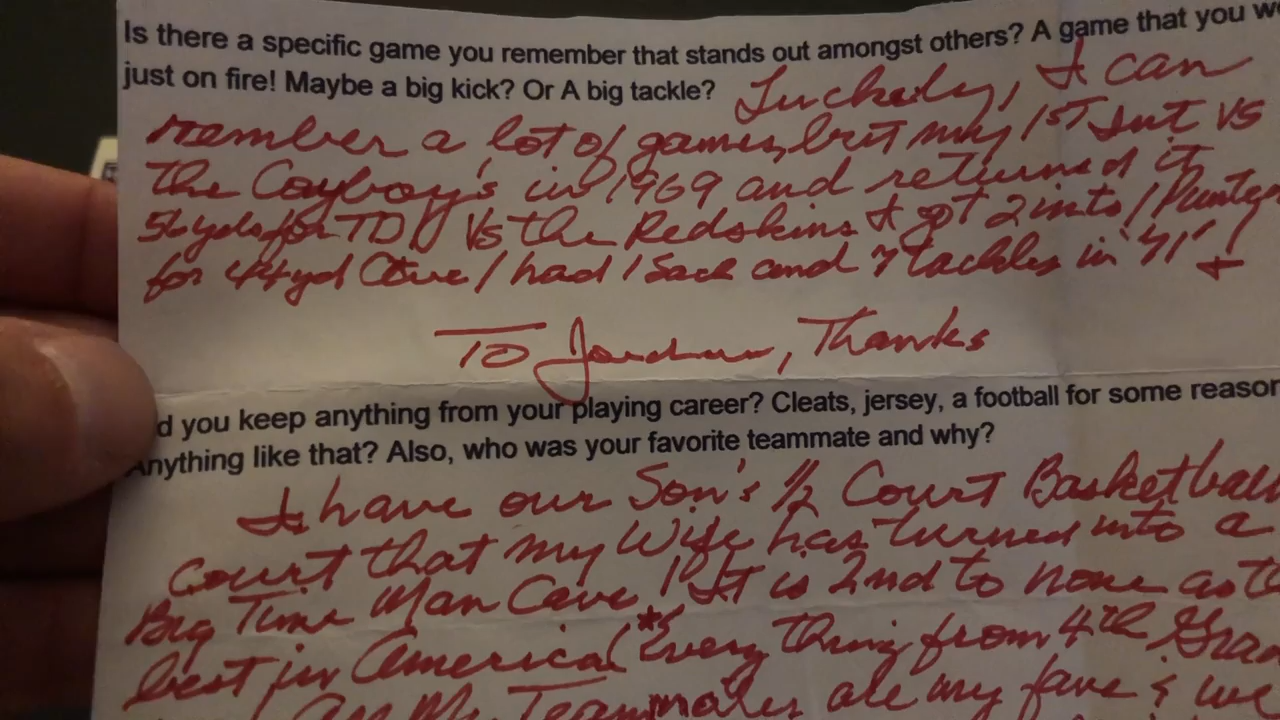 Is there a specific game you remember that stands out amongst others? A game that you we
just on fire! Maybe a big kick? Or A big tackle? Luckily, I can
remember a lot of games, but my 1ST Int VS
the Cowboy's in 1969 and returned it
56 yds for TD! Vs the Redskins I got 2 ints / Punted
for 44 yd ave / had 1 Sack and 7 tackles in '71'!
To Jordan, Thanks
d you keep anything from your playing career? Cleats, jersey, a football for some reason
Anything like that? Also, who was your favorite teammate and why?
I have our Son's 1/2 Court Basketball
court that my Wife has turned into a
Big Time Man Cave! It is 2nd to none as the
best in America! *Every thing from 4th Gra
All My Teammates are my favs & we